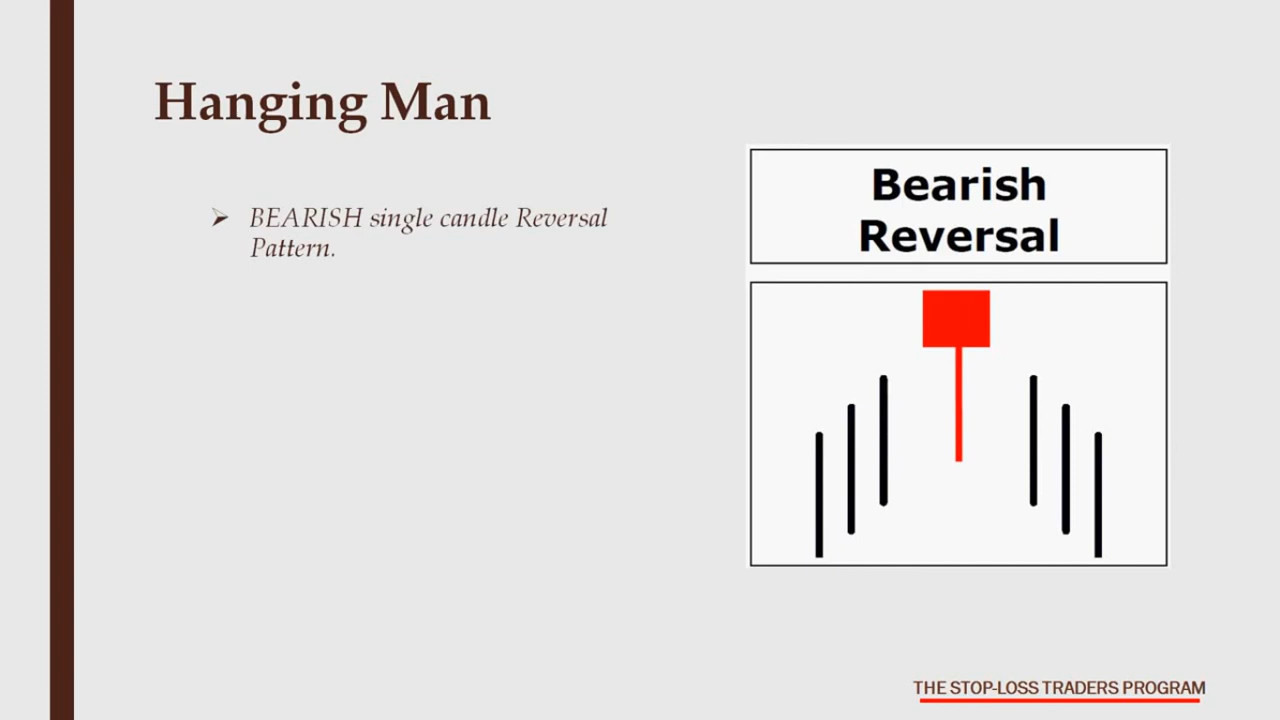 Hanging Man
BEARISH single candle Reversal
Pattern.
Bearish
Reversal
THE STOP-LOSS TRADERS PROGRAM